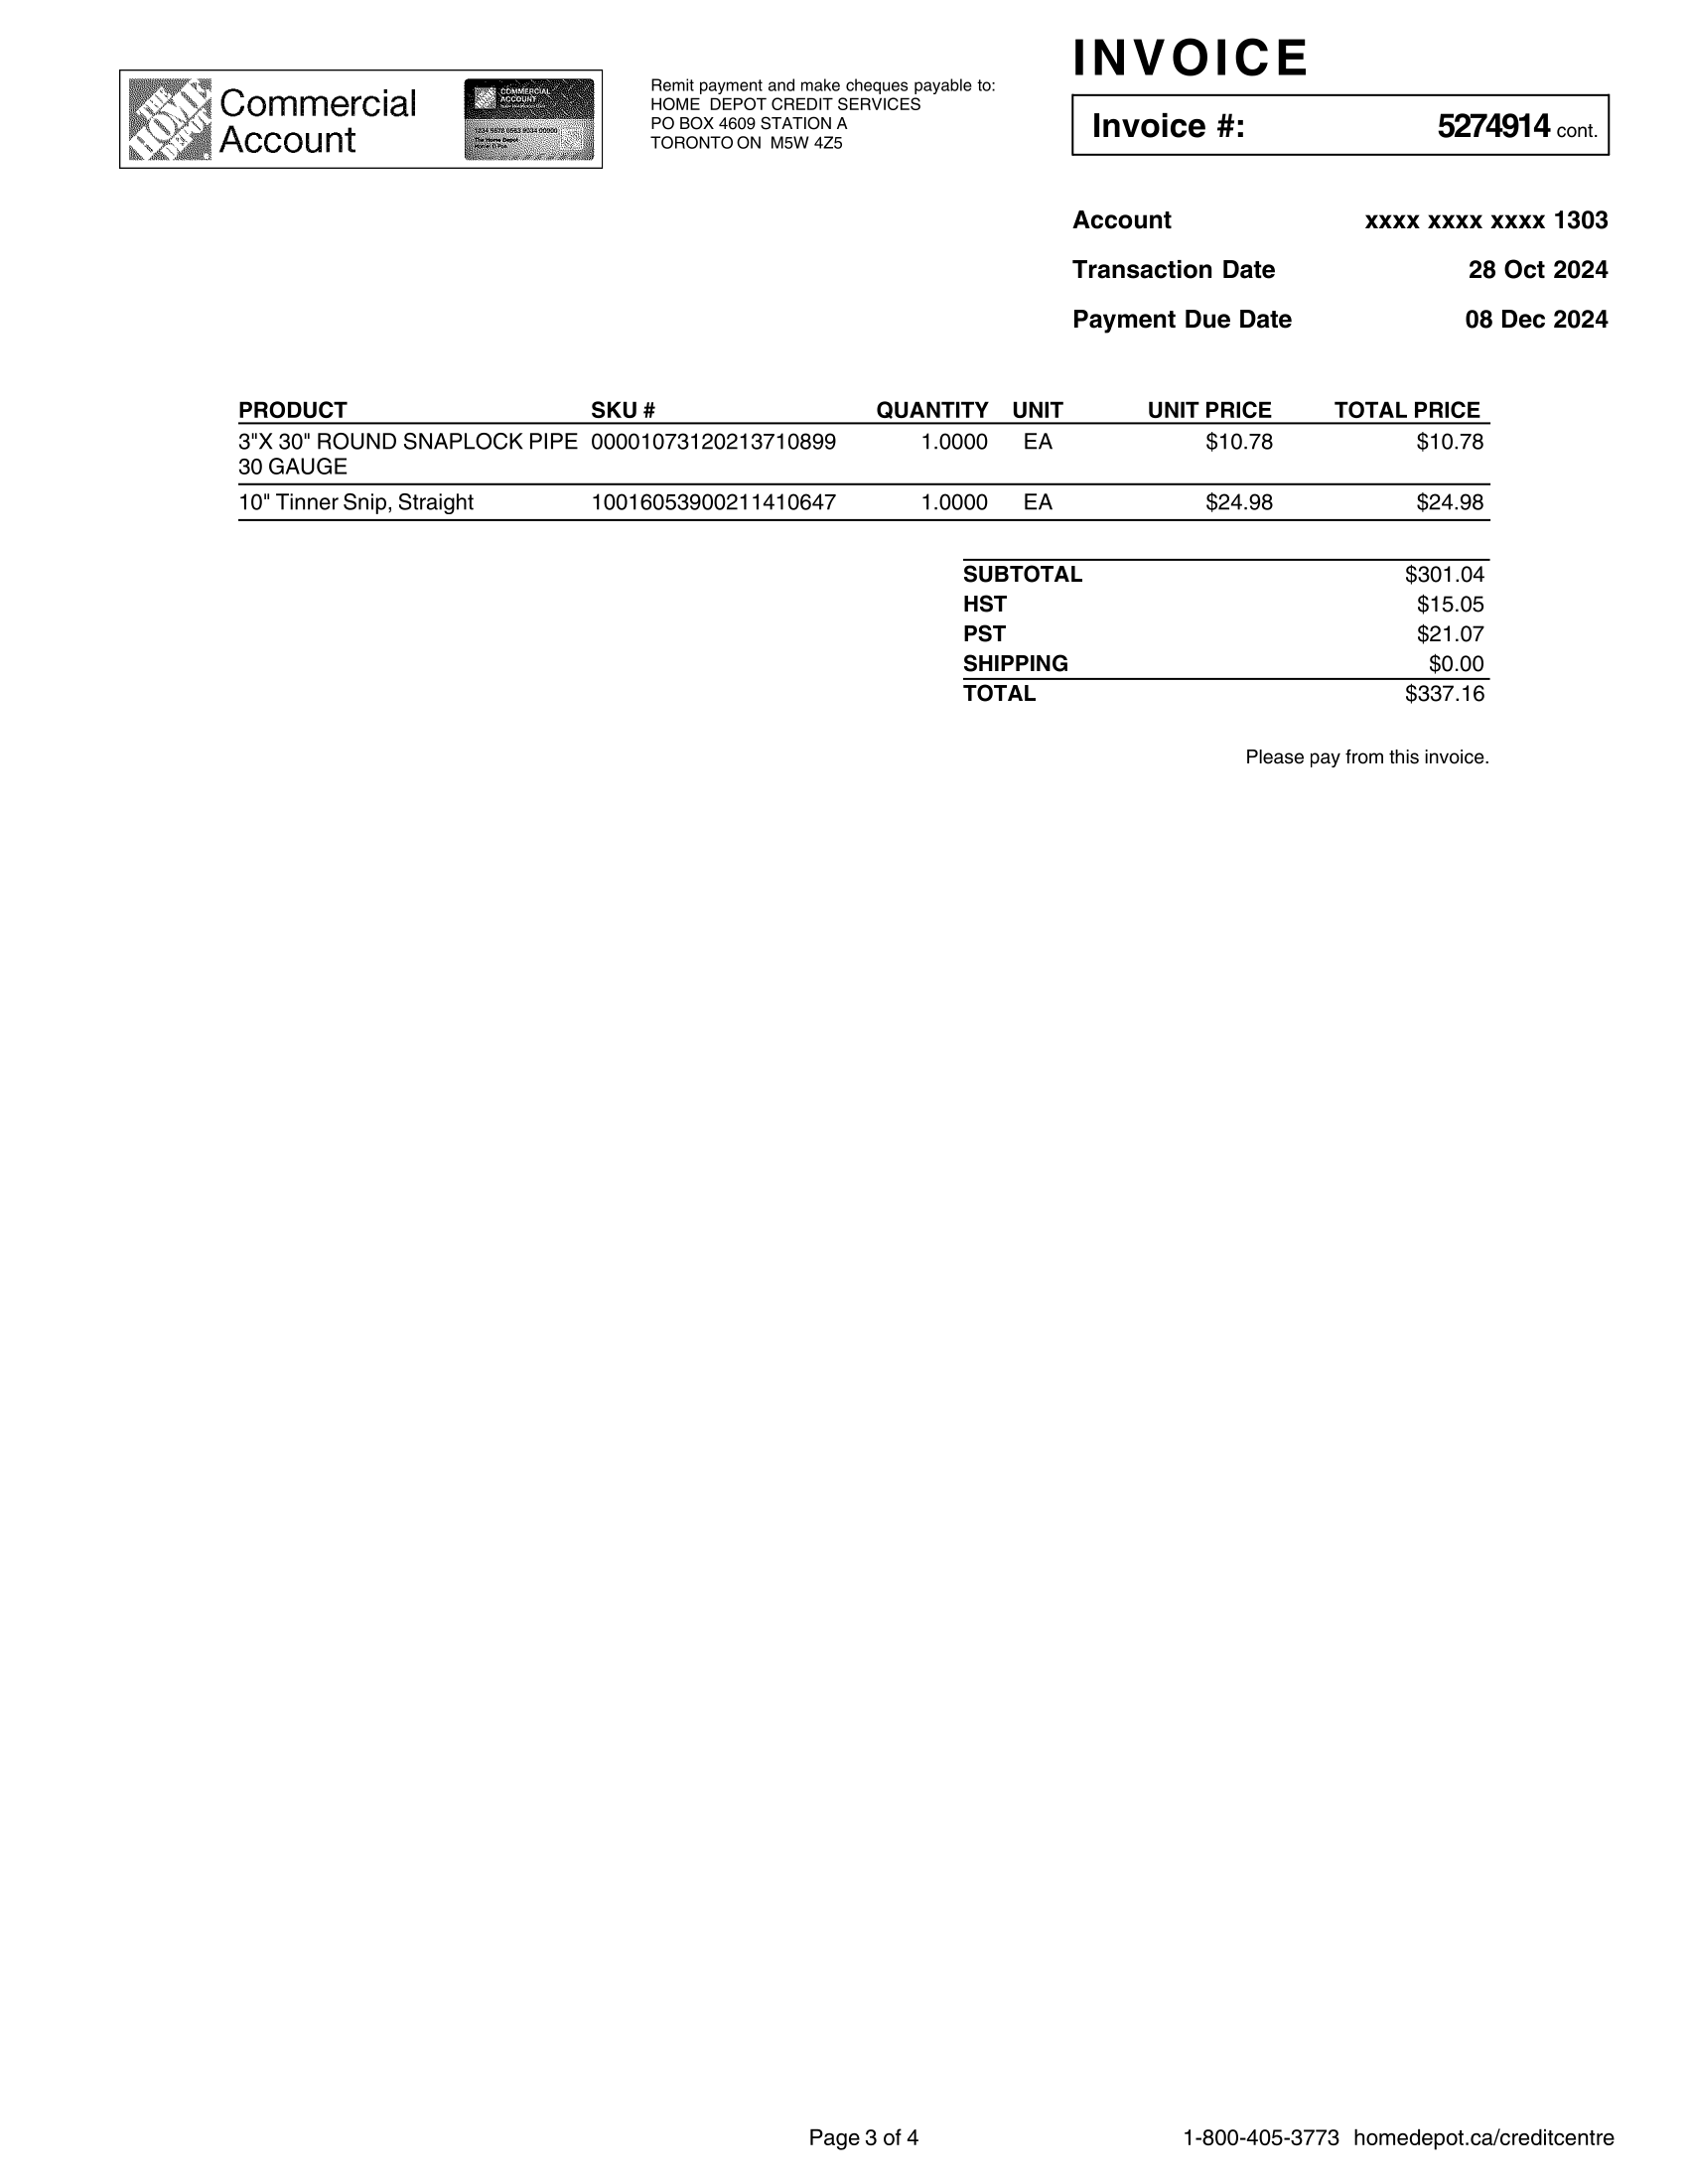 INVOICE
THE HOME DEPOT
Commercial
Account
COMMERCIAL
ACCOUNT
The Home Depot
Remit payment and make cheques payable to:
HOME DEPOT CREDIT SERVICES
PO BOX 4609 STATION A
TORONTO ON M5W 4Z5
Invoice #: 5274914 cont.
Account xxxx xxxx xxxx 1303
Transaction Date 28 Oct 2024
Payment Due Date 08 Dec 2024
PRODUCT SKU # QUANTITY UNIT UNIT PRICE TOTAL PRICE
3"X 30" ROUND SNAPLOCK PIPE 00001073120213710899 1.0000 EA $10.78 $10.78
30 GAUGE
10" Tinner Snip, Straight 10016053900211410647 1.0000 EA $24.98 $24.98
SUBTOTAL $301.04
HST $15.05
PST $21.07
SHIPPING $0.00
TOTAL $337.16
Please pay from this invoice.
Page 3 of 4 1-800-405-3773 homedepot.ca/creditcentre